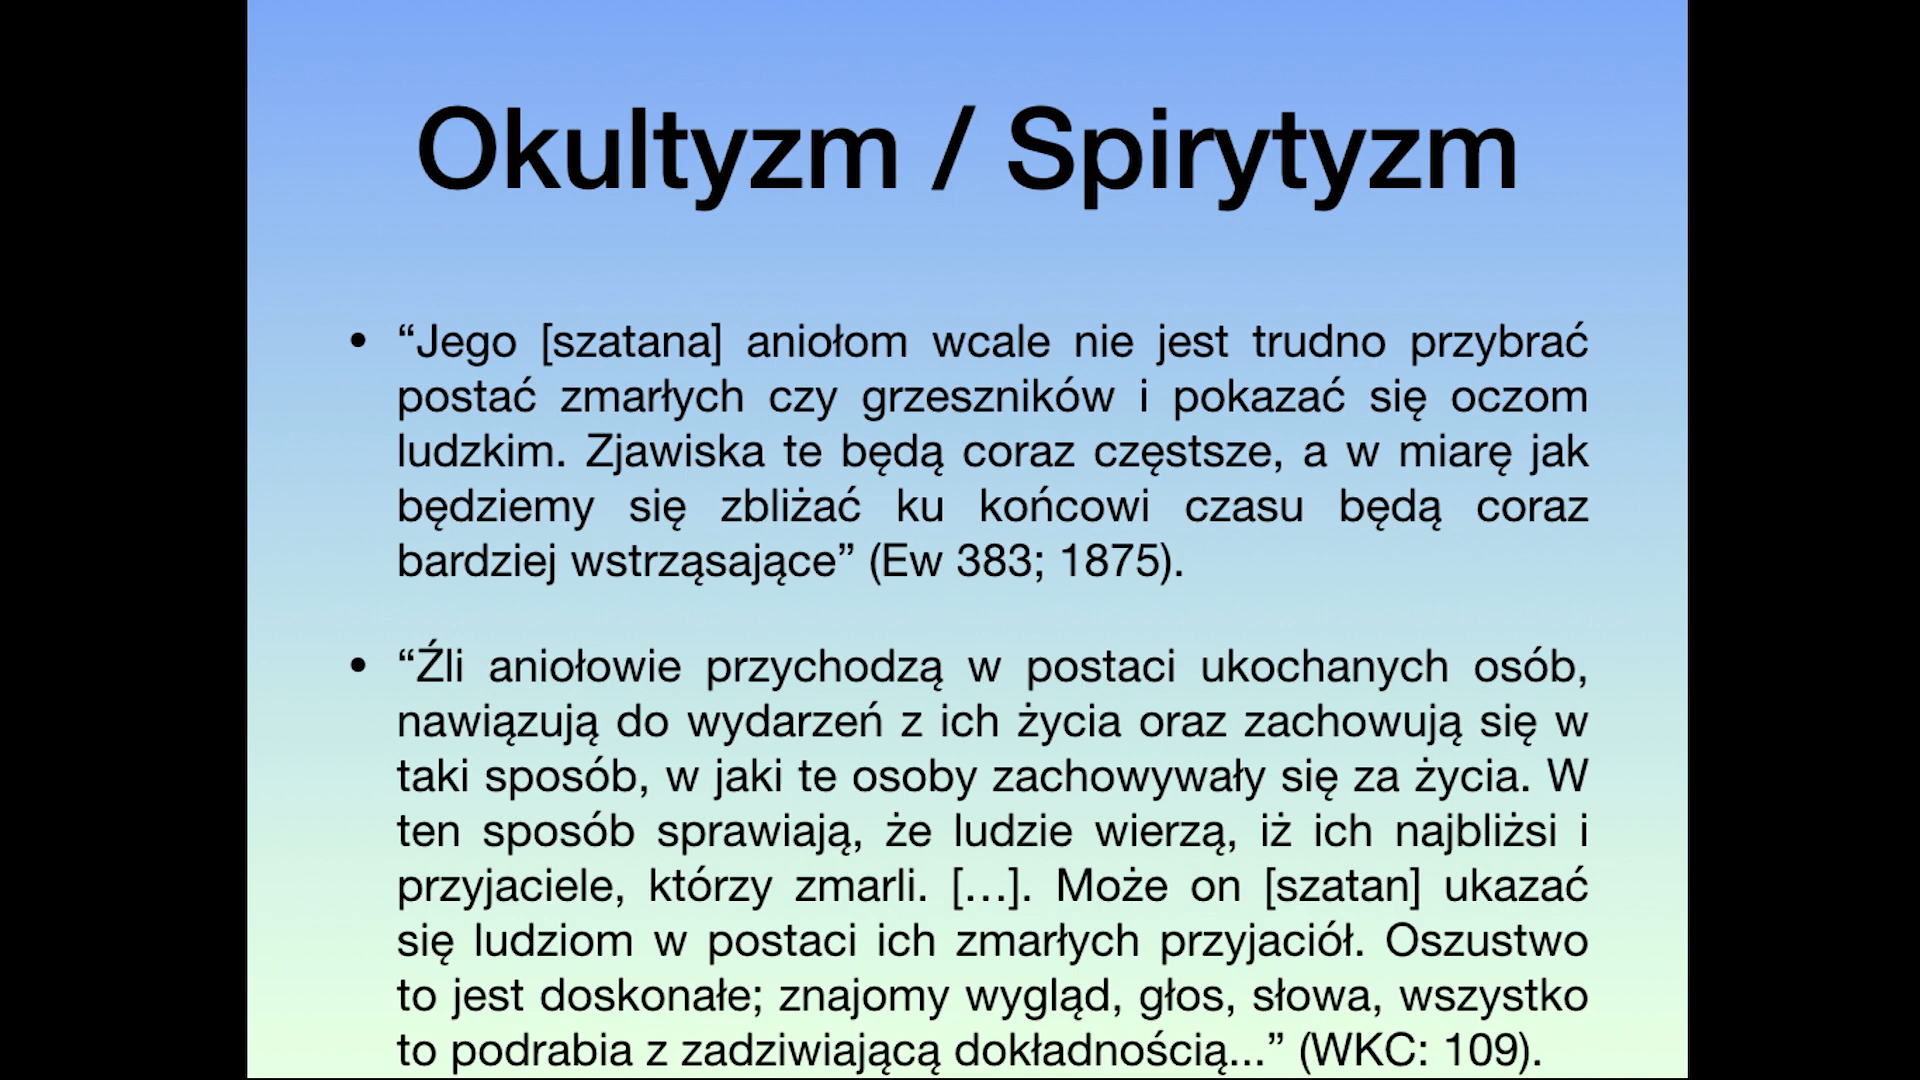 Okultyzm / Spirytyzm
• “Jego [szatana] aniołom wcale nie jest trudno przybrać
postać zmarłych czy grzeszników i pokazać się oczom
ludzkim. Zjawiska te będą coraz częstsze, a w miarę jak
będziemy się zbliżać ku końcowi czasu będą coraz
bardziej wstrząsające” (Ew 383; 1875).
• “Źli aniołowie przychodzą w postaci ukochanych osób,
nawiązują do wydarzeń z ich życia oraz zachowują się w
taki sposób, w jaki te osoby zachowywały się za życia. W
ten sposób sprawiają, że ludzie wierzą, iż ich najbliżsi i
przyjaciele, którzy zmarli. […]. Może on [szatan] ukazać
się ludziom w postaci ich zmarłych przyjaciół. Oszustwo
to jest doskonałe; znajomy wygląd, głos, słowa, wszystko
to podrabia z zadziwiającą dokładnością...” (WKC: 109).